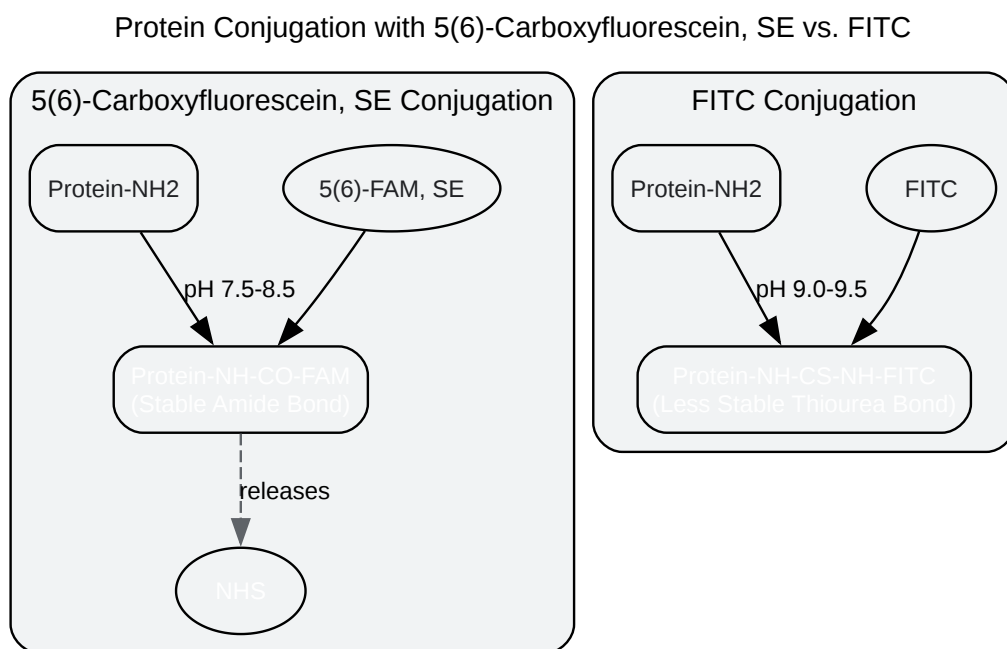 Protein Conjugation with 5(6)-Carboxyfluorescein, SE vs. FITC
5(6)-Carboxyfluorescein, SE Conjugation
Protein-NH2
5(6)-FAM, SE
pH 7.5-8.5
Protein-NH-CO-FAM
(Stable Amide Bond)
releases
NHS
FITC Conjugation
Protein-NH2
FITC
pH 9.0-9.5
Protein-NH-CS-NH-FITC
(Less Stable Thiourea Bond)